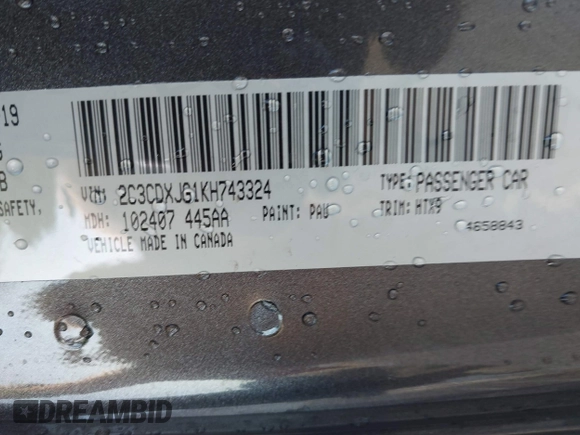 19
B
SAFETY,
VIN: 2C3CDXJG1KH743324
TYPE: PASSENGER CAR
MDH: 102407 445AA
PAINT: PAU
TRIM: HTX9
VEHICLE MADE IN CANADA
4658843
DREAMBID